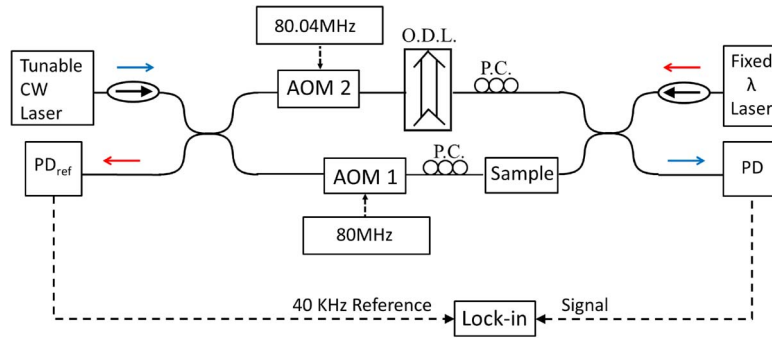 80.04MHz
O.D.L.
Tunable
CW
Laser
AOM 2
P.C.
Fixed
λ
Laser
PDref
AOM 1
P.C.
Sample
PD
80MHz
40 KHz Reference
Lock-in
Signal